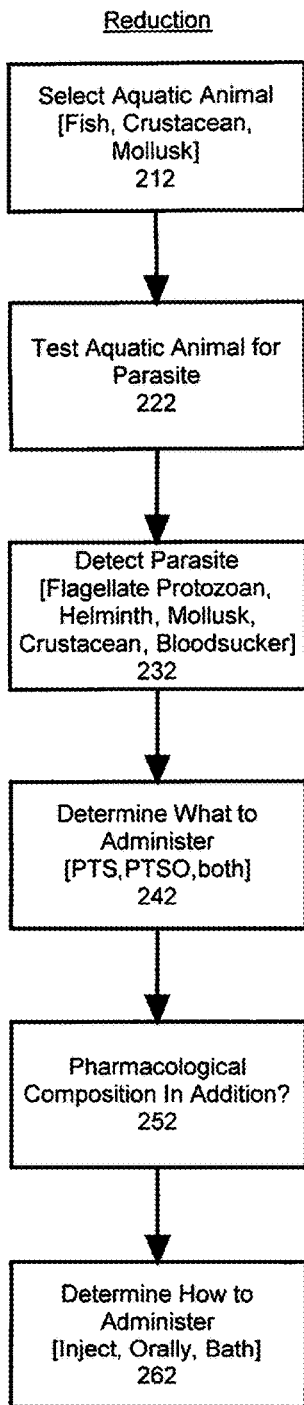 Reduction
Select Aquatic Animal
[Fish, Crustacean,
Mollusk]
212
Test Aquatic Animal for
Parasite
222
Detect Parasite
[Flagellate Protozoan,
Helminth, Mollusk,
Crustacean, Bloodsucker]
232
Determine What to
Administer
[PTS,PTSO,both]
242
Pharmacological
Composition In Addition?
252
Determine How to
Administer
[Inject, Orally, Bath]
262